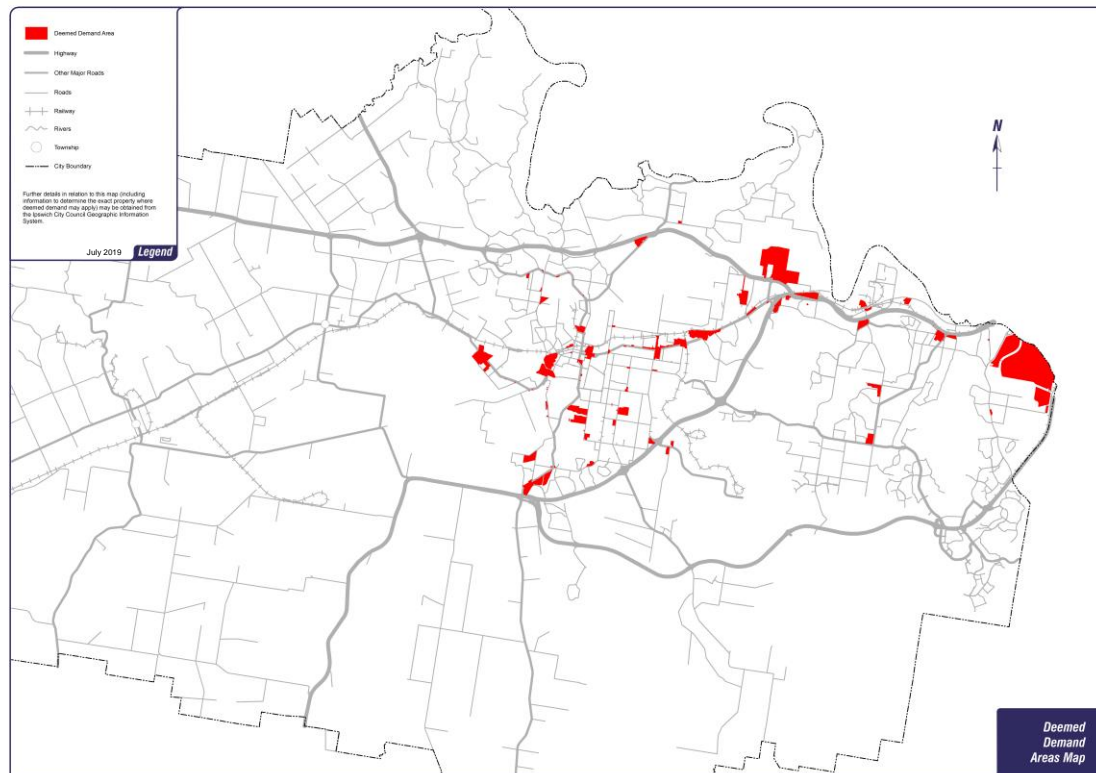 Deemed Demand Area
Highway
Other Major Roads
Roads
Railway
Rivers
Township
City Boundary
Further details in relation to this map (including
information to determine the exact property where
deemed demand may apply) may be obtained from
the Ipswich City Council Geographic Information
System.
July 2019 Legend
N
Deemed
Demand
Areas Map